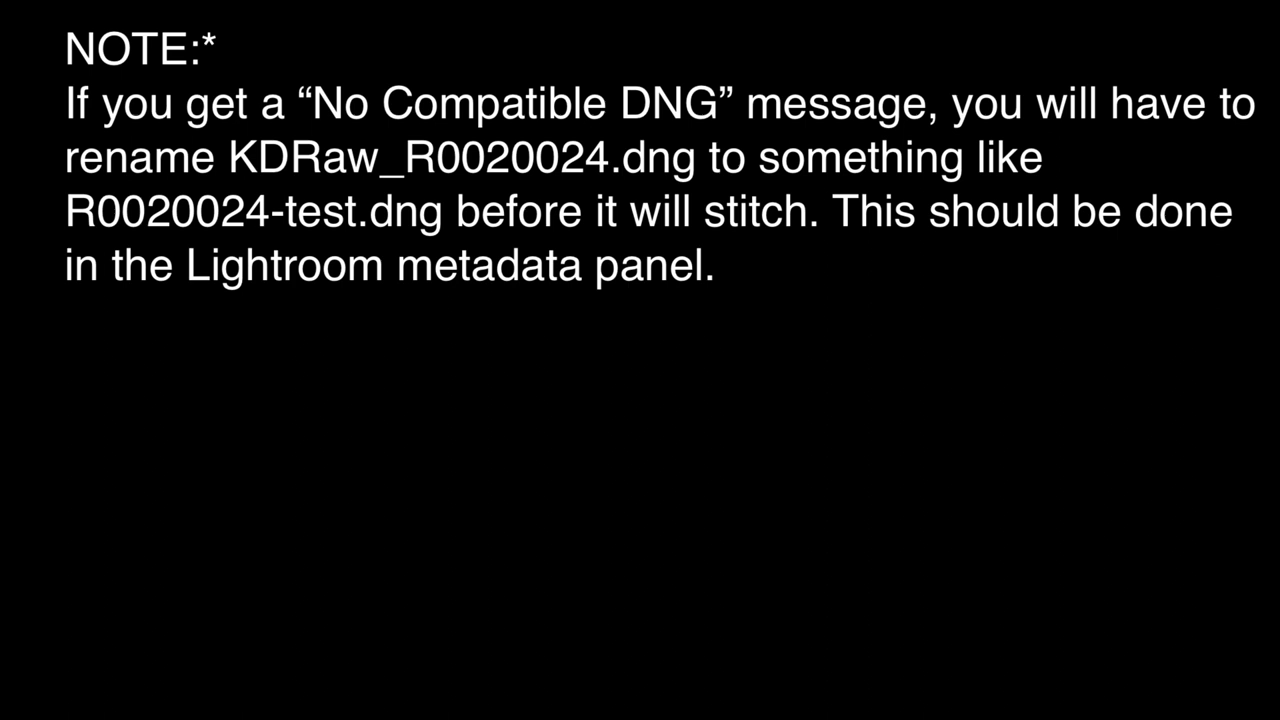 NOTE:*
If you get a “No Compatible DNG” message, you will have to
rename KDRaw_R0020024.dng to something like
R0020024-test.dng before it will stitch. This should be done
in the Lightroom metadata panel.